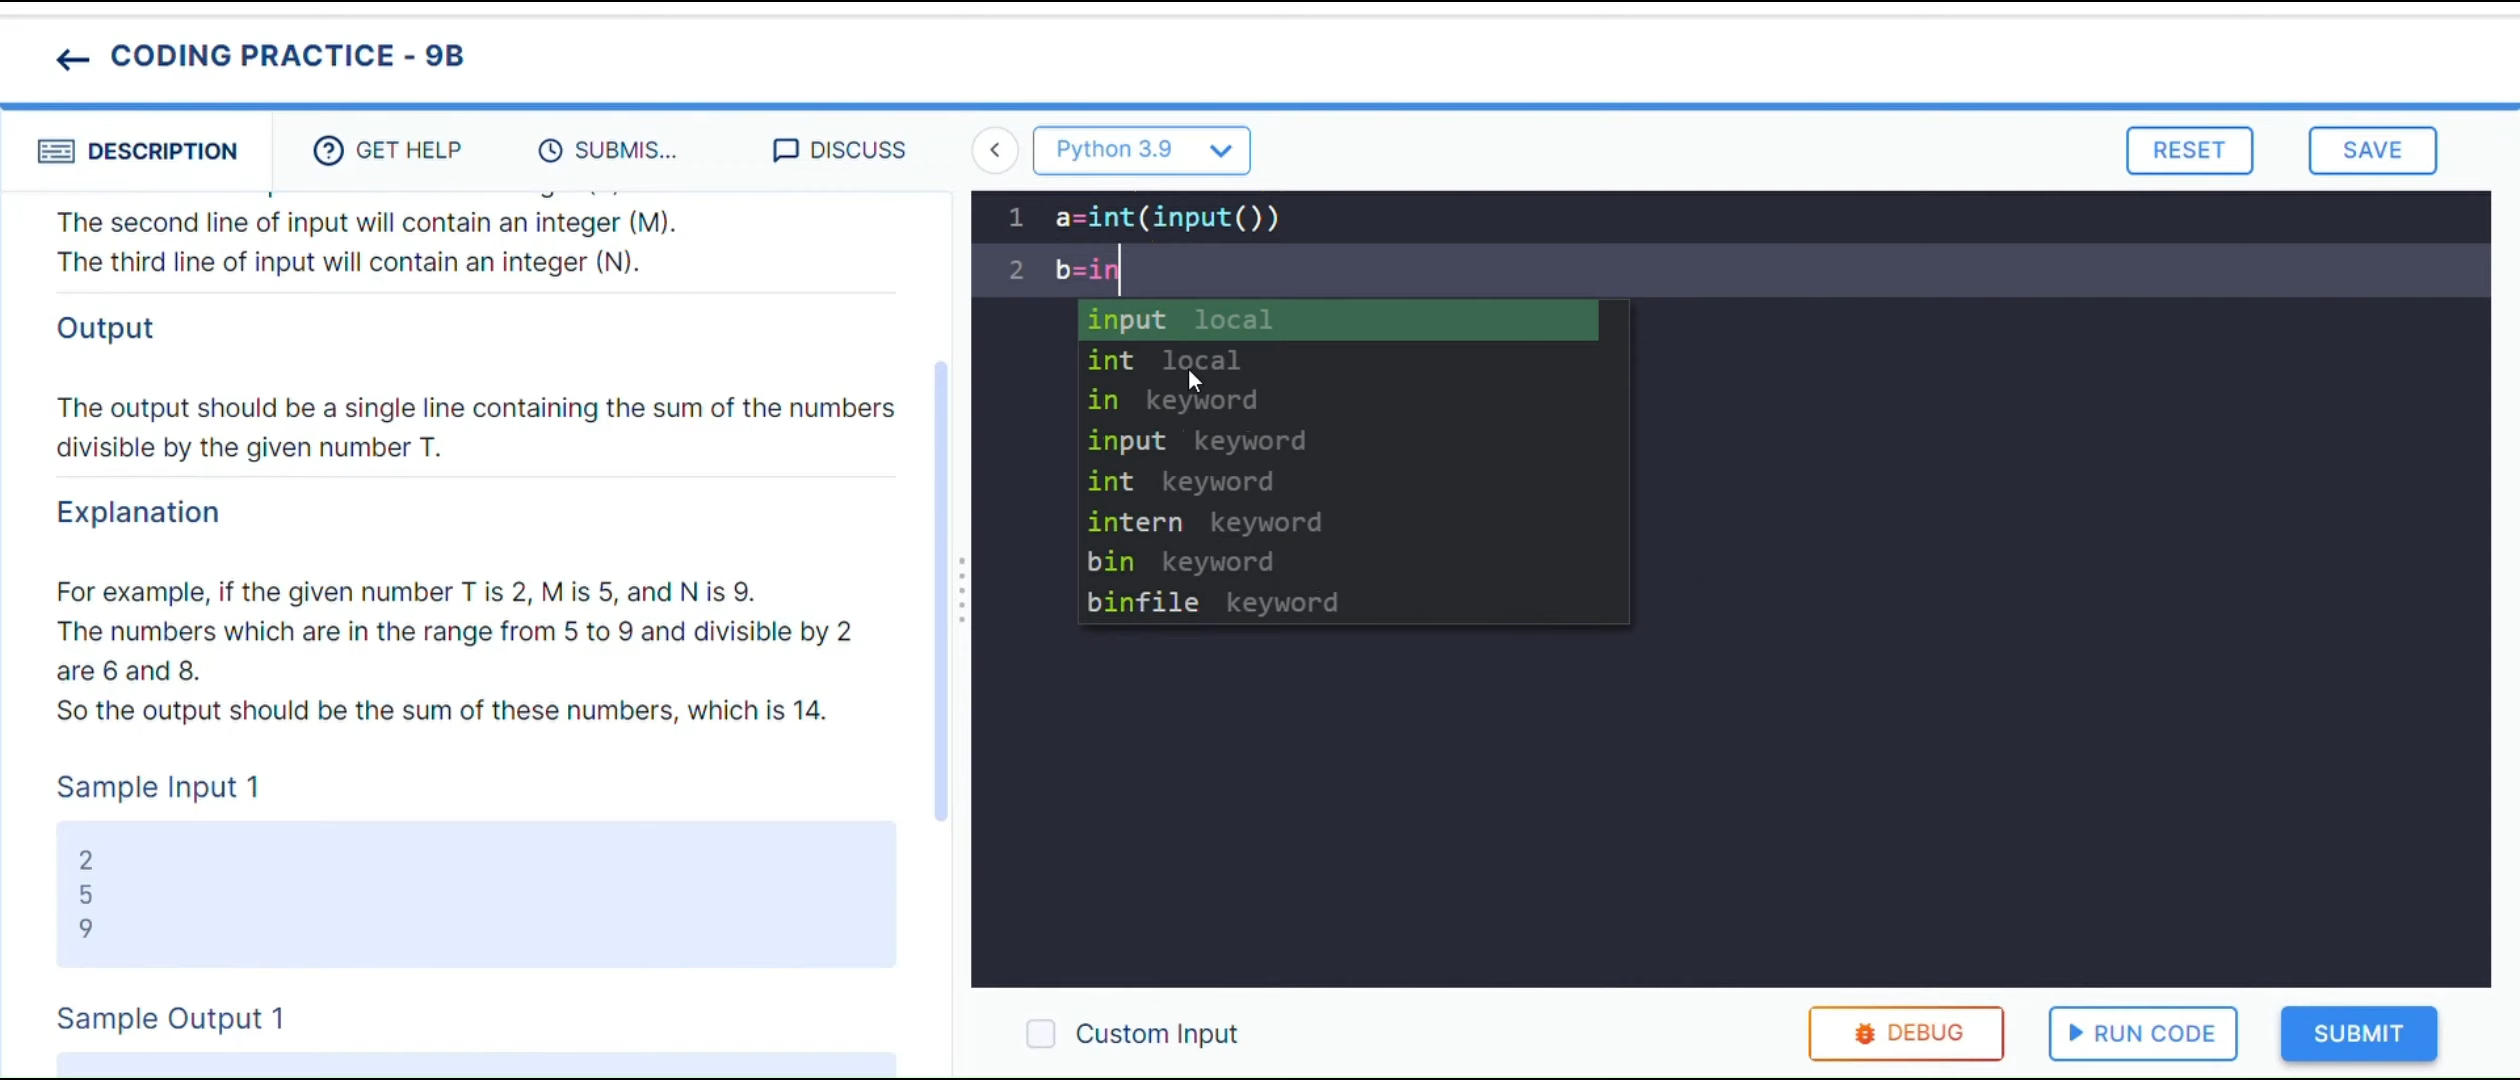 CODING PRACTICE - 9B
DESCRIPTION
GET HELP
SUBMIS...
DISCUSS
Python 3.9
RESET
SAVE
The second line of input will contain an integer (M).
The third line of input will contain an integer (N).
Output
The output should be a single line containing the sum of the numbers
divisible by the given number T.
Explanation
For example, if the given number T is 2, M is 5, and N is 9.
The numbers which are in the range from 5 to 9 and divisible by 2
are 6 and 8.
So the output should be the sum of these numbers, which is 14.
Sample Input 1
2
5
9
Sample Output 1
1 a=int(input())
2 b=in
input local
int local
in keyword
input keyword
int keyword
intern keyword
bin keyword
binfile keyword
Custom Input
DEBUG
RUN CODE
SUBMIT